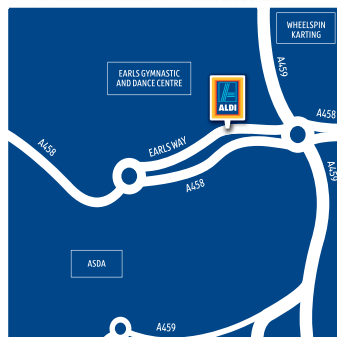 WHEELSPIN
KARTING
A459
EARLS GYMNASTIC
AND DANCE CENTRE
ALDI
A458
A458
EARLS WAY
A459
A458
ASDA
A459